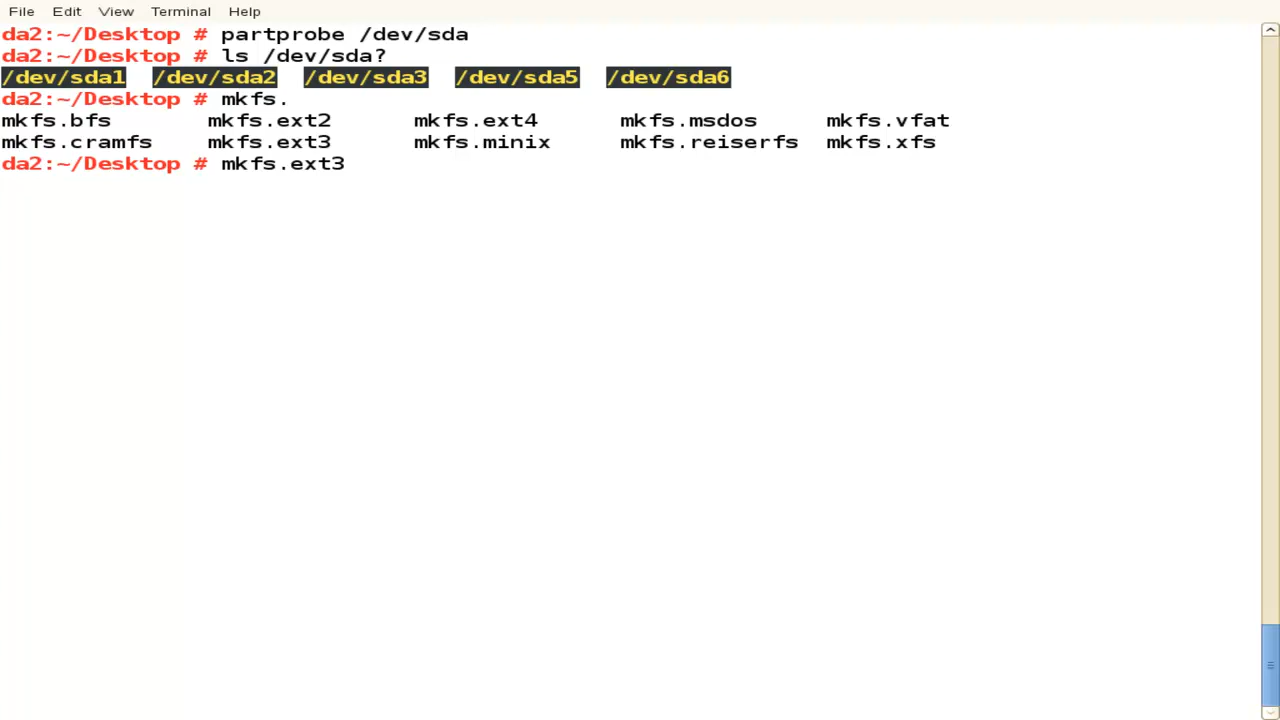 File Edit View Terminal Help
da2:~/Desktop # partprobe /dev/sda
da2:~/Desktop # ls /dev/sda?
/dev/sda1 /dev/sda2 /dev/sda3 /dev/sda5 /dev/sda6
da2:~/Desktop # mkfs.
mkfs.bfs mkfs.ext2 mkfs.ext4 mkfs.msdos mkfs.vfat
mkfs.cramfs mkfs.ext3 mkfs.minix mkfs.reiserfs mkfs.xfs
da2:~/Desktop # mkfs.ext3